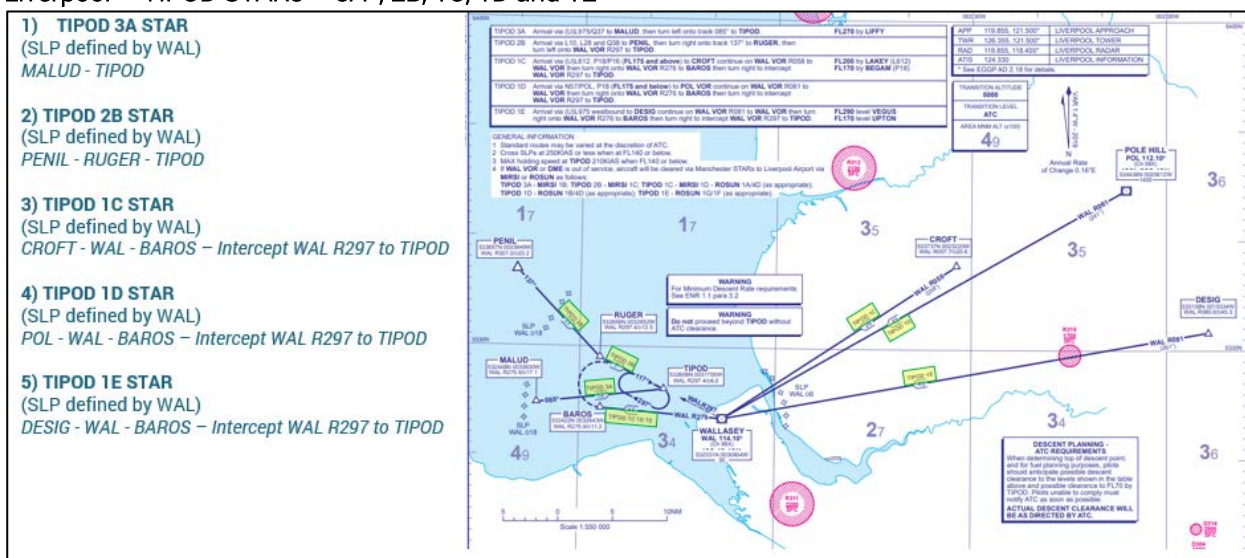 1) TIPOD 3A STAR
(SLP defined by WAL)
MALUD - TIPOD
2) TIPOD 2B STAR
(SLP defined by WAL)
PENIL - RUGER - TIPOD
3) TIPOD 1C STAR
(SLP defined by WAL)
CROFT - WAL - BAROS – Intercept WAL R297 to TIPOD
4) TIPOD 1D STAR
(SLP defined by WAL)
POL - WAL - BAROS – Intercept WAL R297 to TIPOD
5) TIPOD 1E STAR
(SLP defined by WAL)
DESIG - WAL - BAROS – Intercept WAL R297 to TIPOD
TIPOD 3A Arrival via (U)L975/Q37 to MALUD, then turn left onto track 085° to TIPOD. FL270 by LIFFY
TIPOD 2B Arrival via L10, L28 and Q38 to PENIL, then turn right onto track 137° to RUGER, then
turn left onto WAL VOR R297 to TIPOD.
TIPOD 1C Arrival via (U)L612, P18/P16 (FL175 and above) to CROFT continue on WAL VOR R058 to FL200 by LAKEY (L612)
WAL VOR then turn right onto WAL VOR R276 to BAROS then turn right to intercept FL170 by BEGAM (P18)
WAL VOR R297 to TIPOD.
TIPOD 1D Arrival via N57/POL, P18 (FL175 and below) to POL VOR continue on WAL VOR R061 to
WAL VOR then turn right onto WAL VOR R276 to BAROS then turn right to intercept
WAL VOR R297 to TIPOD.
TIPOD 1E Arrival via (U)L975 westbound to DESIG continue on WAL VOR R081 to WAL VOR then turn FL290 level VEGUS
right onto WAL VOR R276 to BAROS then turn right to intercept WAL VOR R297 to TIPOD. FL170 level UPTON
APP 119.855, 121.500* LIVERPOOL APPROACH
TWR 126.355, 121.500* LIVERPOOL TOWER
RAD 119.855, 118.455* LIVERPOOL RADAR
ATIS 124.330 LIVERPOOL INFORMATION
* See EGGP AD 2.18 for details.
TRANSITION ALTITUDE
5000
TRANSITION LEVEL
ATC
AREA MNM ALT (x100)
49
VAR 1.4°W - 2019
N
Annual Rate
of Change 0.16°E
GENERAL INFORMATION
1 Standard routes may be varied at the discretion of ATC.
2 Cross SLPs at 250KIAS or less when at FL140 or below.
3 MAX holding speed at TIPOD 210KIAS when FL140 or below.
4 If WAL VOR or DME is out of service, aircraft will be cleared via Manchester STARs to Liverpool Airport via
MIRSI or ROSUN as follows:
TIPOD 3A - MIRSI 1B; TIPOD 2B - MIRSI 1C; TIPOD 1C - MIRSI 1D - ROSUN 1A/4D (as appropriate);
TIPOD 1D - ROSUN 1B/4D (as appropriate); TIPOD 1E - ROSUN 1G/1F (as appropriate).
POLE HILL
POL 112.10°
WAL R061
36
17
17
35
35
PENIL
CROFT
WAL R058
137°
WARNING
For Minimum Descent Rate requirements
See ENR 1.1 para 3.2
WARNING
Do not proceed beyond TIPOD without
ATC clearance.
RUGER
DESIG
WAL R081
SLP
MALUD
TIPOD
TIPOD 3A
TIPOD 1E
085°
117°
SLP
BAROS
WAL R276
SLP
WALLASEY
WAL 114.10°
49
34
27
34
36
DESCENT PLANNING -
ATC REQUIREMENTS
When determining top of descent point,
and for fuel planning purposes, pilots
should anticipate possible descent
clearance to the levels shown in the table
above and possible clearance to FL70 by
TIPOD. Pilots unable to comply must
notify ATC as soon as possible.
ACTUAL DESCENT CLEARANCE WILL
BE AS DIRECTED BY ATC.
5 0 5 10NM
Scale 1:550 000